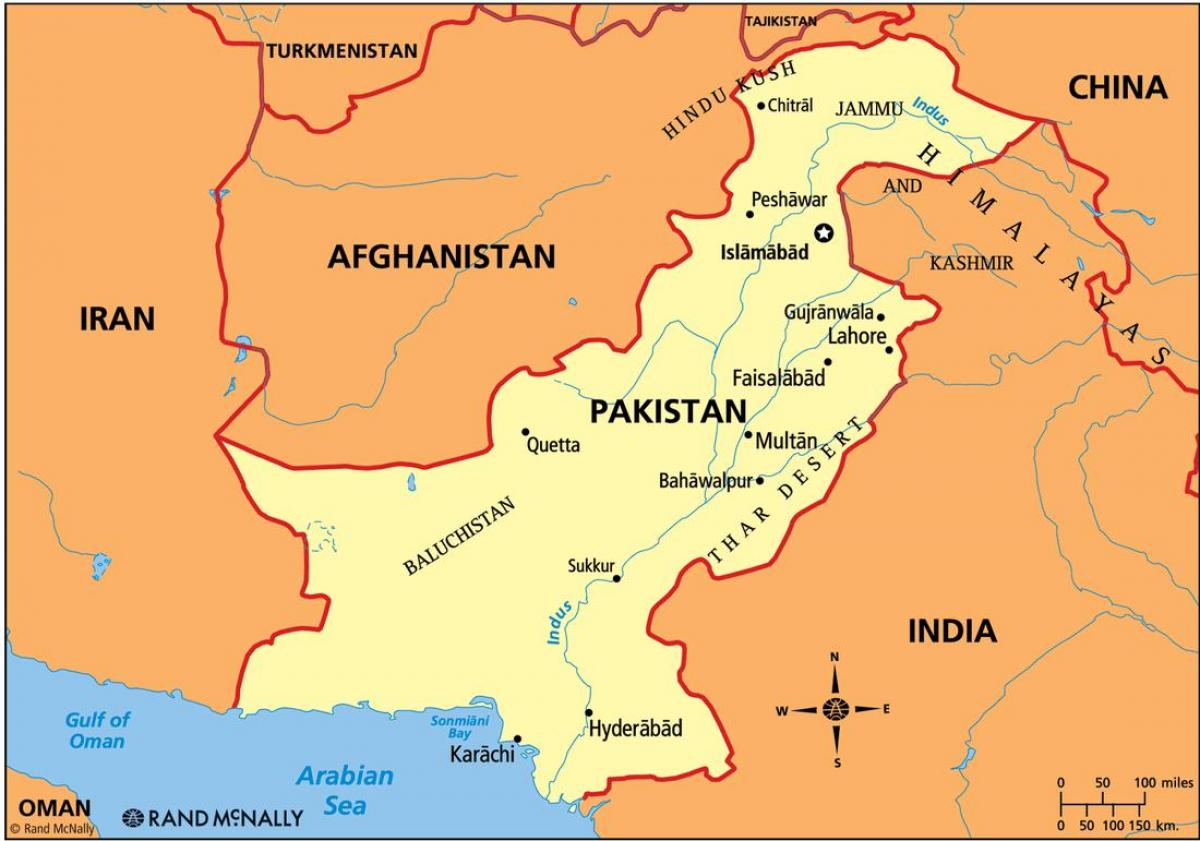 TAJIKISTAN
TURKMENISTAN
CHINA
HINDU KUSH
Chitrāl
JAMMU
Indus
HIMALAYAS
AND
Peshāwar
Islāmābād
AFGHANISTAN
KASHMIR
IRAN
Gujrānwāla
Lahore
Faisalābād
PAKISTAN
Quetta
Multān
Bahāwalpur
THAR DESERT
BALUCHISTAN
Sukkur
Indus
INDIA
N
W
E
S
Gulf of
Oman
Sonmiāni
Bay
Hyderābād
Karāchi
Arabian
Sea
0 50 100 miles
0 50 100 150 km.
OMAN
© Rand McNally
RAND McNALLY